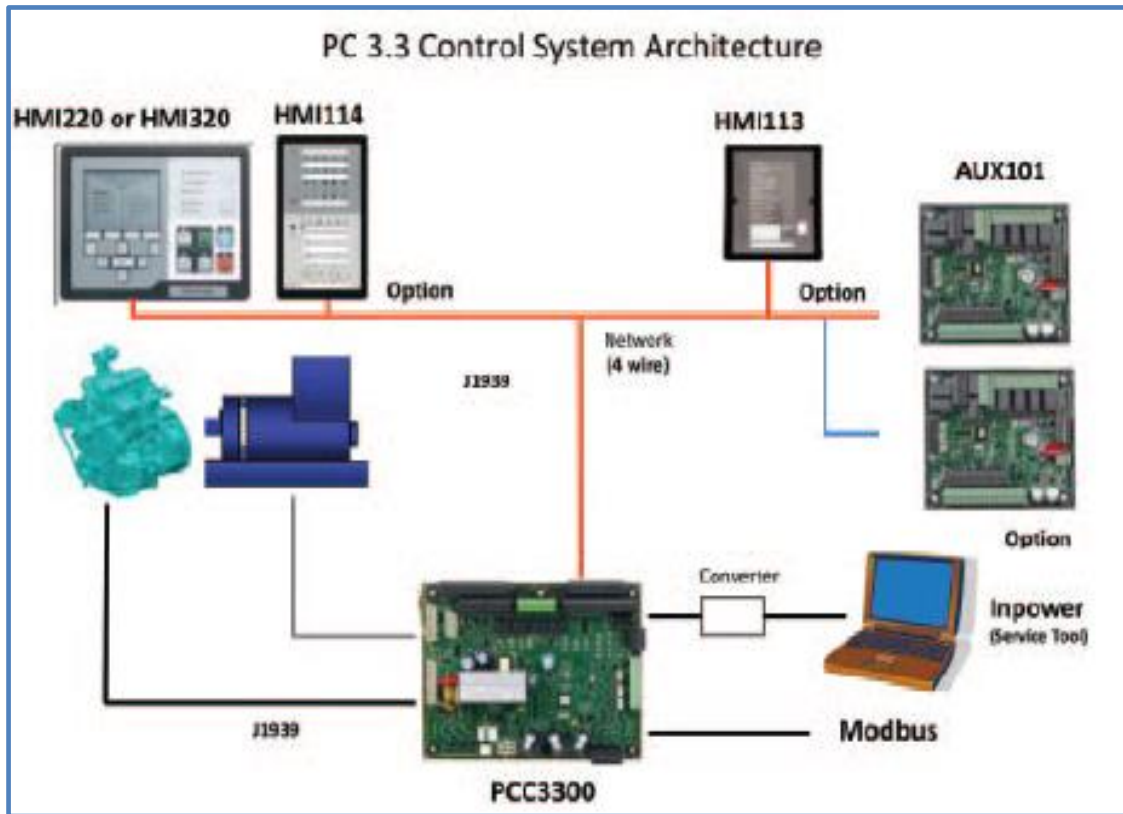 PC 3.3 Control System Architecture
HMI220 or HMI320
HMI114
HMI113
AUX101
Option
Option
Network
(4 wire)
J1939
Option
Converter
Inpower
(Service Tool)
J1939
Modbus
PCC3300